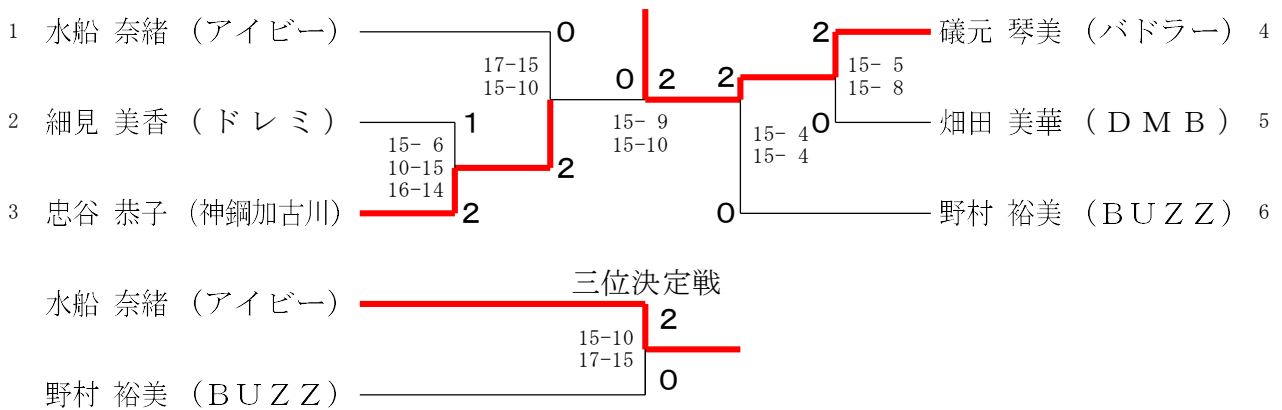 1 水船 奈緒 (アイビー) 0 2 礒元 琴美 (バドラー) 4
17-15 0 2 2 15- 5
15-10 15- 8
2 細見 美香 (ドレミ) 1 15- 9 15- 4 0 畑田 美華 (DMB) 5
15- 6 15-10 15- 4
10-15 2
16-14
3 忠谷 恭子 (神鋼加古川) 2 0 野村 裕美 (BUZZ) 6
三位決定戦
水船 奈緒 (アイビー) 2
15-10
17-15
野村 裕美 (BUZZ) 0